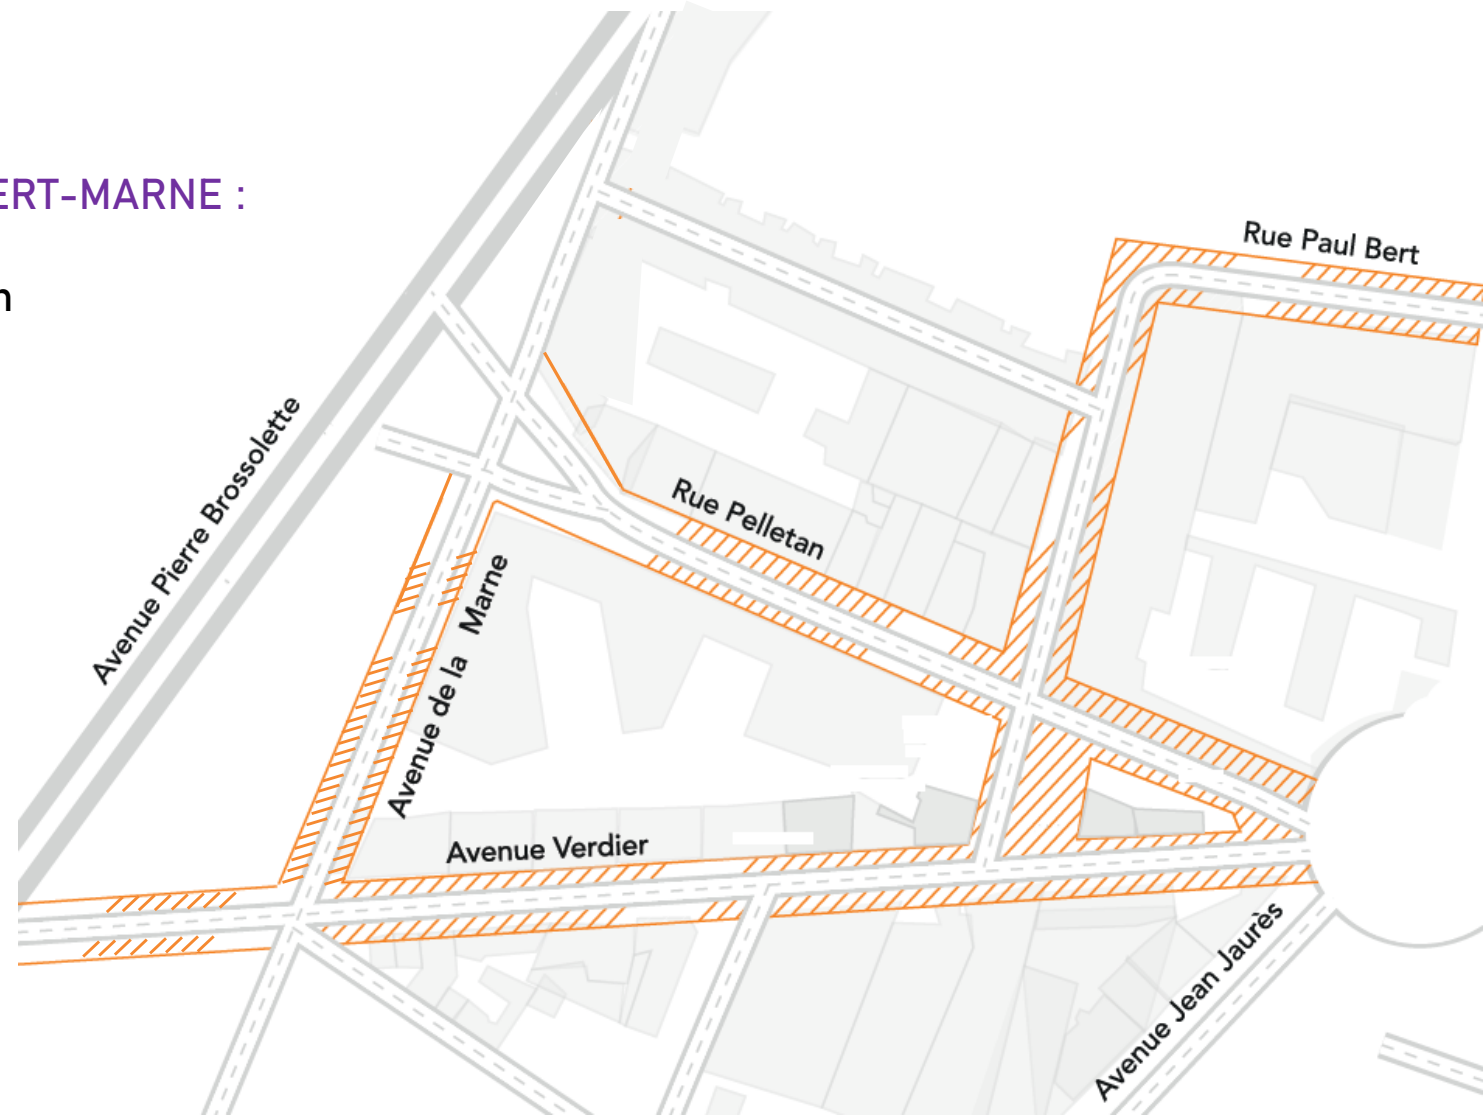 ERT-MARNE :
n
Rue Paul Bert
Avenue Pierre Brossolette
Rue Pelletan
Avenue de la Marne
Avenue Verdier
Avenue Jean Jaurès